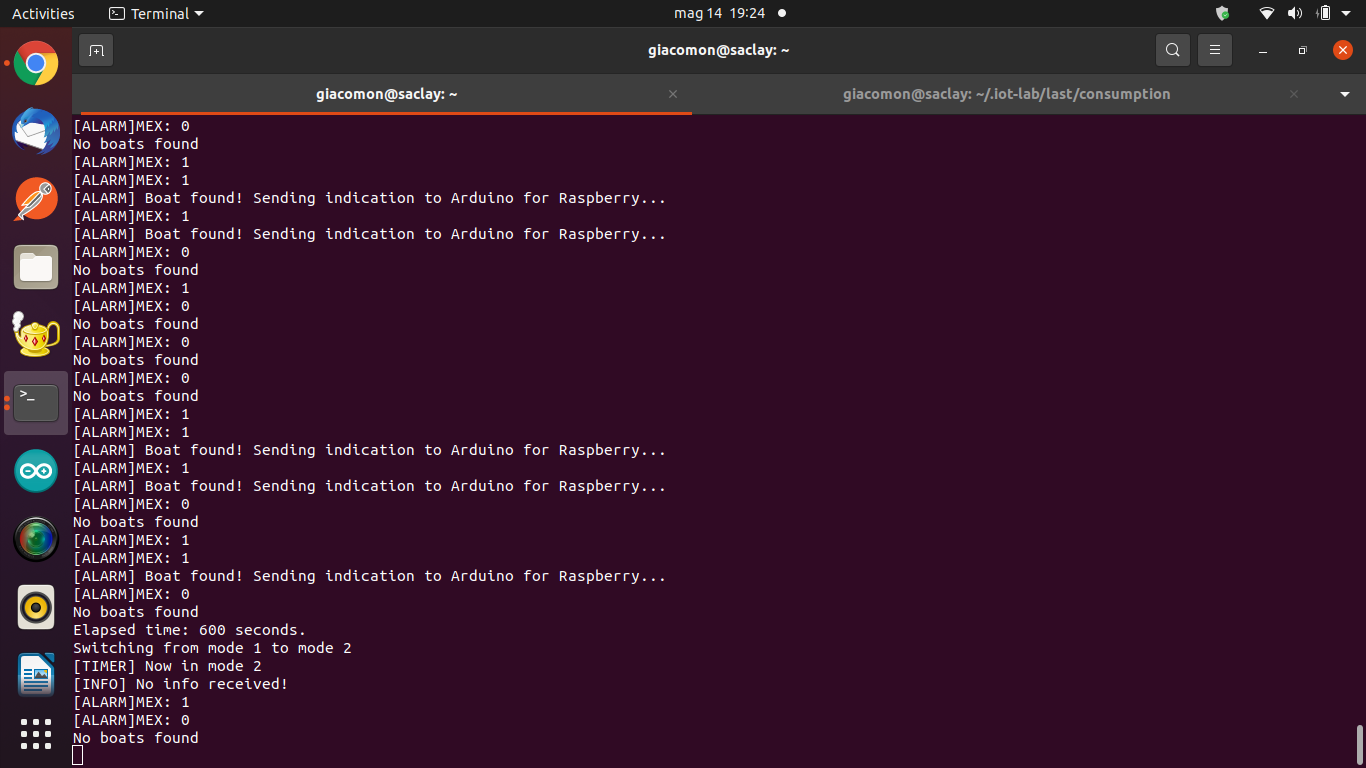 Activities
Terminal
mag 14 19:24
giacomon@saclay: ~
giacomon@saclay: ~
giacomon@saclay: ~/.iot-lab/last/consumption
[ALARM]MEX: 0
No boats found
[ALARM]MEX: 1
[ALARM]MEX: 1
[ALARM] Boat found! Sending indication to Arduino for Raspberry...
[ALARM]MEX: 1
[ALARM] Boat found! Sending indication to Arduino for Raspberry...
[ALARM]MEX: 0
No boats found
[ALARM]MEX: 1
[ALARM]MEX: 0
No boats found
[ALARM]MEX: 0
No boats found
[ALARM]MEX: 0
No boats found
[ALARM]MEX: 1
[ALARM]MEX: 1
[ALARM] Boat found! Sending indication to Arduino for Raspberry...
[ALARM]MEX: 1
[ALARM] Boat found! Sending indication to Arduino for Raspberry...
[ALARM]MEX: 0
No boats found
[ALARM]MEX: 1
[ALARM]MEX: 1
[ALARM] Boat found! Sending indication to Arduino for Raspberry...
[ALARM]MEX: 0
No boats found
Elapsed time: 600 seconds.
Switching from mode 1 to mode 2
[TIMER] Now in mode 2
[INFO] No info received!
[ALARM]MEX: 1
[ALARM]MEX: 0
No boats found